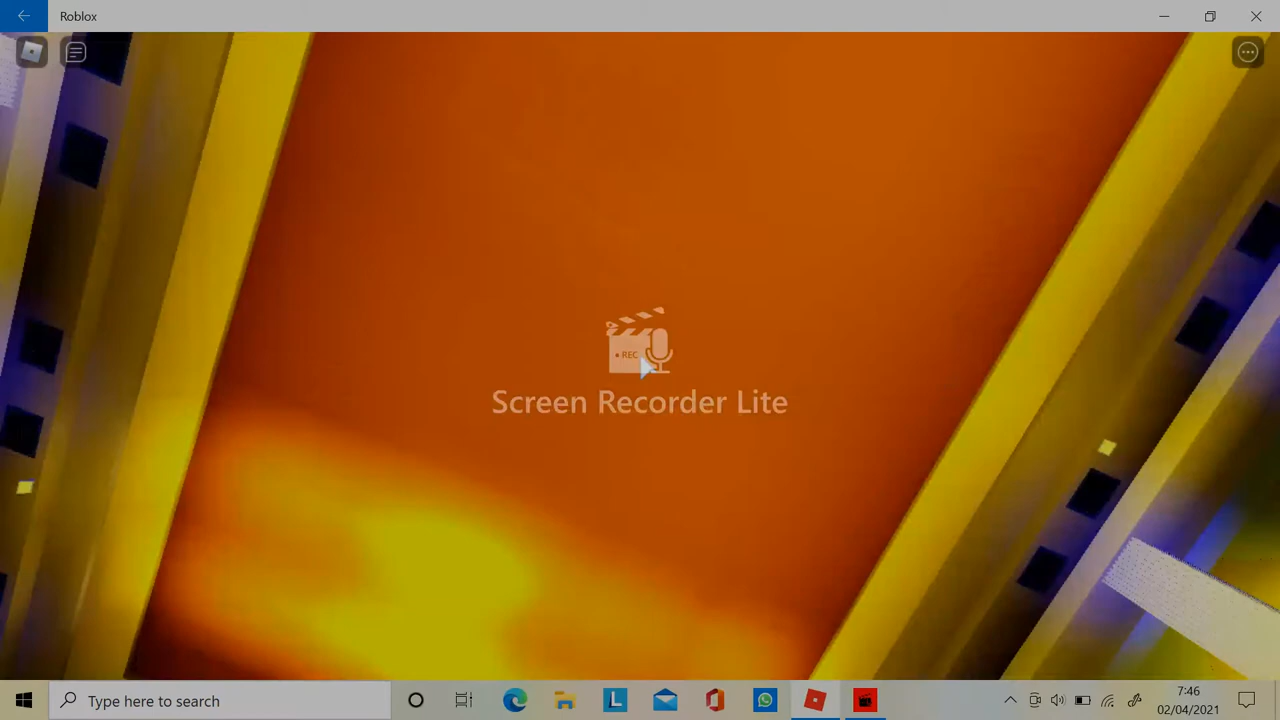 Roblox
REC
Screen Recorder Lite
Type here to search
L
7:46
02/04/2021